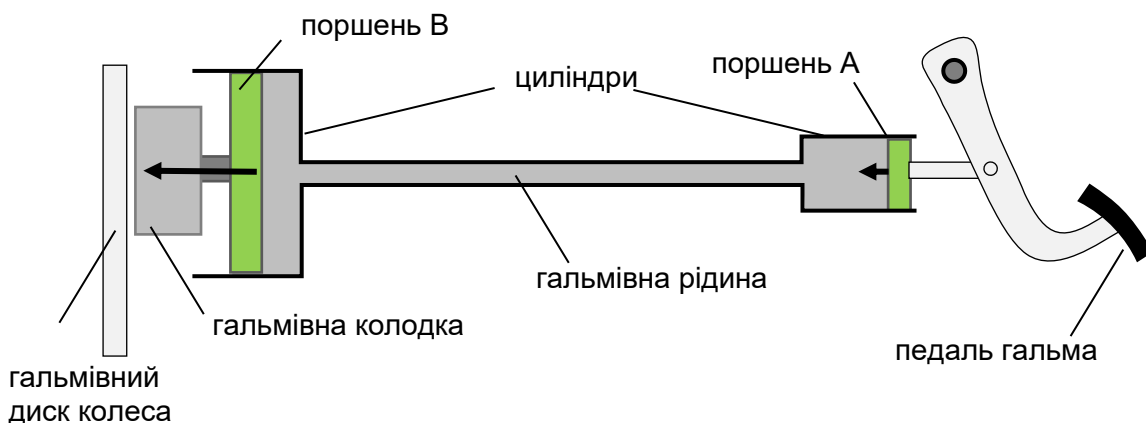 поршень В
циліндри
поршень А
гальмівна рідина
гальмівна колодка
педаль гальма
гальмівний
диск колеса